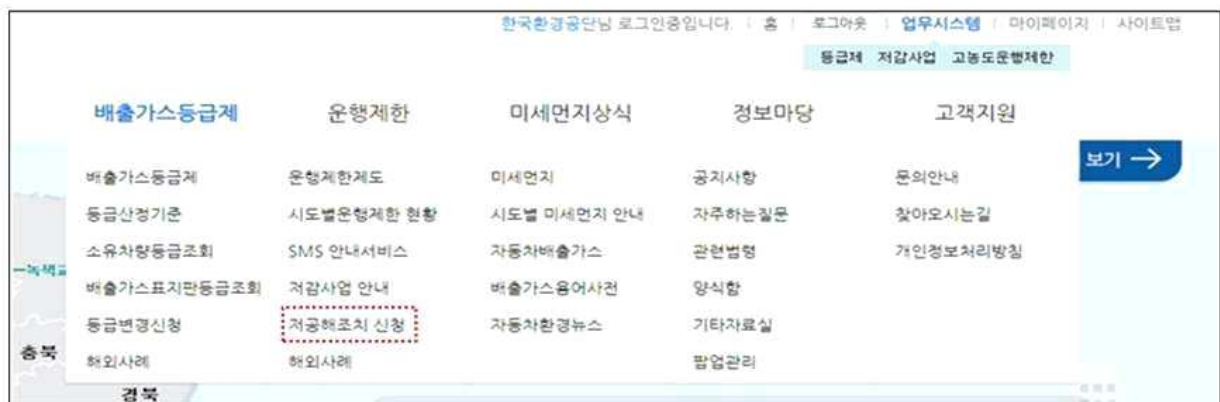 한국환경공단님 로그인중입니다. | 홈 | 로그아웃 | 업무시스템 | 마이페이지 | 사이트맵
등급제 저감사업 고농도운행제한
배출가스등급제 운행제한 미세먼지상식 정보마당 고객지원
보기 →
배출가스등급제 운행제한제도 미세먼지 공지사항 문의안내
등급산정기준 시도별운행제한 현황 시도별 미세먼지 안내 자주하는질문 찾아오시는길
소유차량등급조회 SMS 안내서비스 자동차배출가스 관련법령 개인정보처리방침
배출가스표지판등급조회 저감사업 안내 배출가스용어사전 양식함
등급변경신청 저공해조치 신청 자동차환경뉴스 기타자료실
충북
해외사례 해외사례 팝업관리
경북